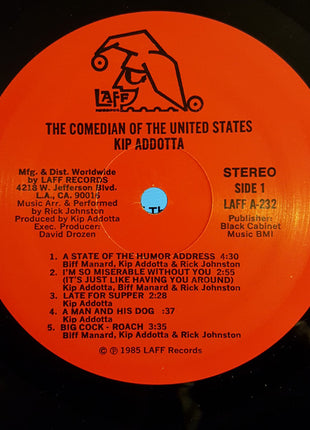 LAFF
THE COMEDIAN OF THE UNITED STATES
KIP ADDOTTA
Mfg. & Dist. Worldwide
by LAFF RECORDS
4218 W. Jefferson Blvd.
L.A., CA. 90016
Music Arr. & Performed
by Rick Johnston
Produced by Kip Addotta
Exec. Producer:
David Drozen
STEREO
SIDE 1
LAFF A-232
Publisher:
Black Cabinet
Music BMI
1. A STATE OF THE HUMOR ADDRESS 4:30
Biff Manard, Kip Addotta & Rick Johnston
2. I'M SO MISERABLE WITHOUT YOU 2:55
(IT'S JUST LIKE HAVING YOU AROUND)
Kip Addotta, Biff Manard & Rick Johnston
3. LATE FOR SUPPER 2:28
Kip Addotta
4. A MAN AND HIS DOG :37
Kip Addotta
5. BIG COCK - ROACH 3:35
Biff Manard, Kip Addotta & Rick Johnston
© ℗ 1985 LAFF Records